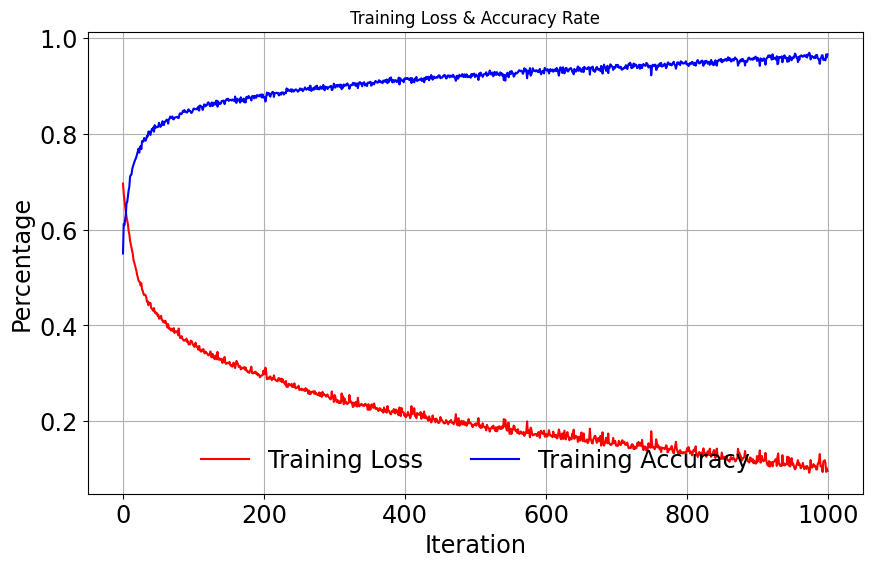 Training Loss & Accuracy Rate
1.0
0.8
0.6
0.4
0.2
Percentage
Training Loss Training Accuracy
0 200 400 600 800 1000
Iteration